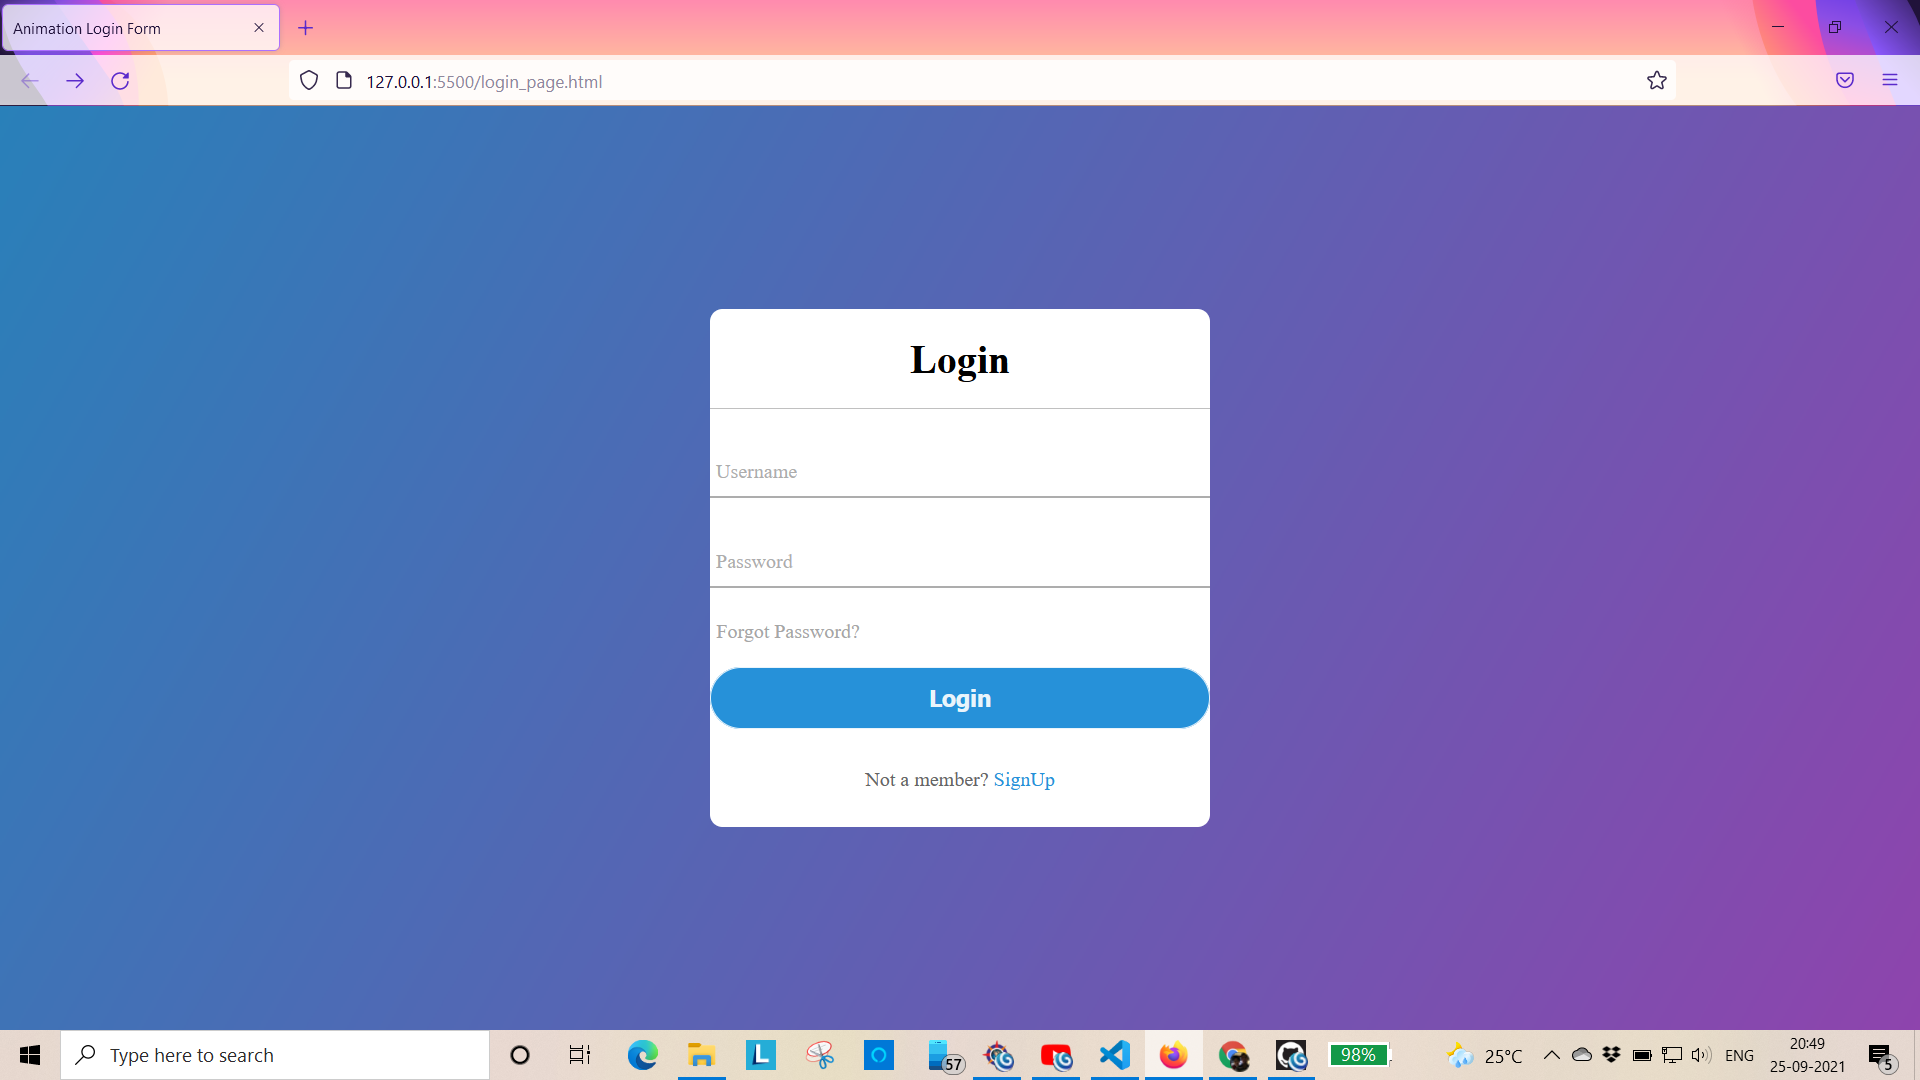 Animation Login Form
127.0.0.1:5500/login_page.html
Login
Username
Password
Forgot Password?
Login
Not a member? SignUp
Type here to search
L
57
98%
25°C
ENG
20:49
25-09-2021
5